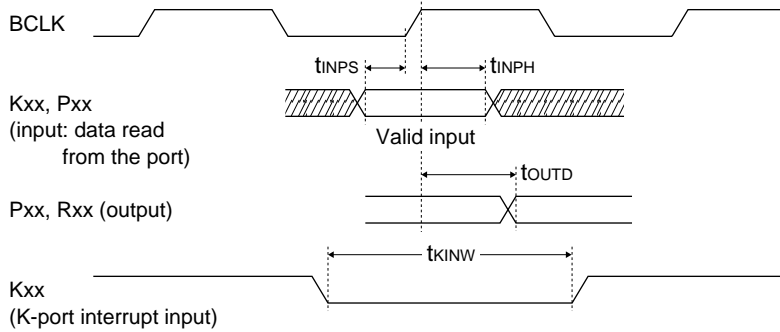 BCLK
tINPS
tINPH
Kxx, Pxx
(input: data read
from the port)
Valid input
tOUTD
Pxx, Rxx (output)
tKINW
Kxx
(K-port interrupt input)